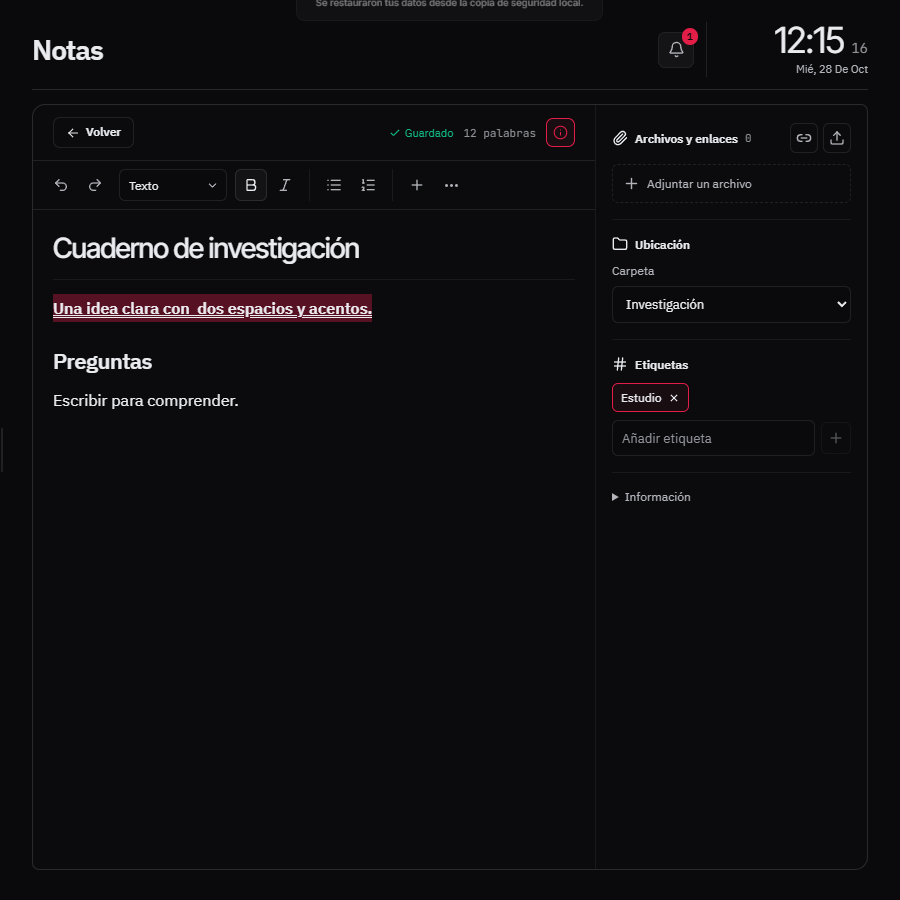 Se restauraron tus datos desde la copia de seguridad local.
Notas
1
12:15 16
Mié, 28 De Oct
Volver
Guardado 12 palabras
Archivos y enlaces 0
Texto
B I
Adjuntar un archivo
Cuaderno de investigación
Ubicación
Carpeta
Una idea clara con  dos espacios y acentos.
Investigación
Preguntas
Etiquetas
Escribir para comprender.
Estudio
Añadir etiqueta
Información